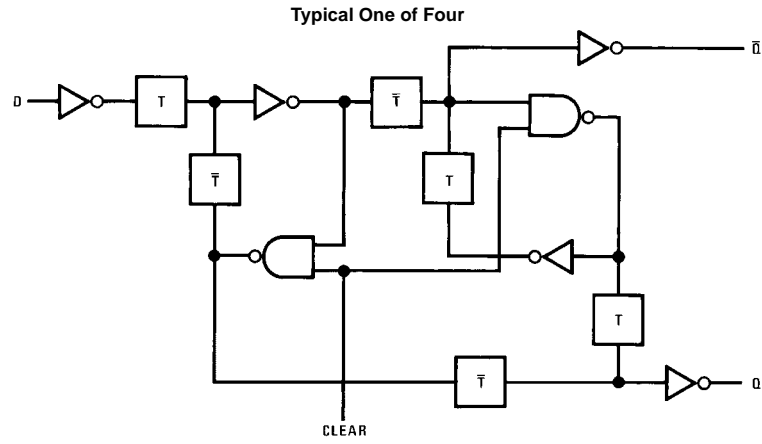 Typical One of Four
Q̅
D
T
T̅
T̅
T
T
T̅
Q
CLEAR